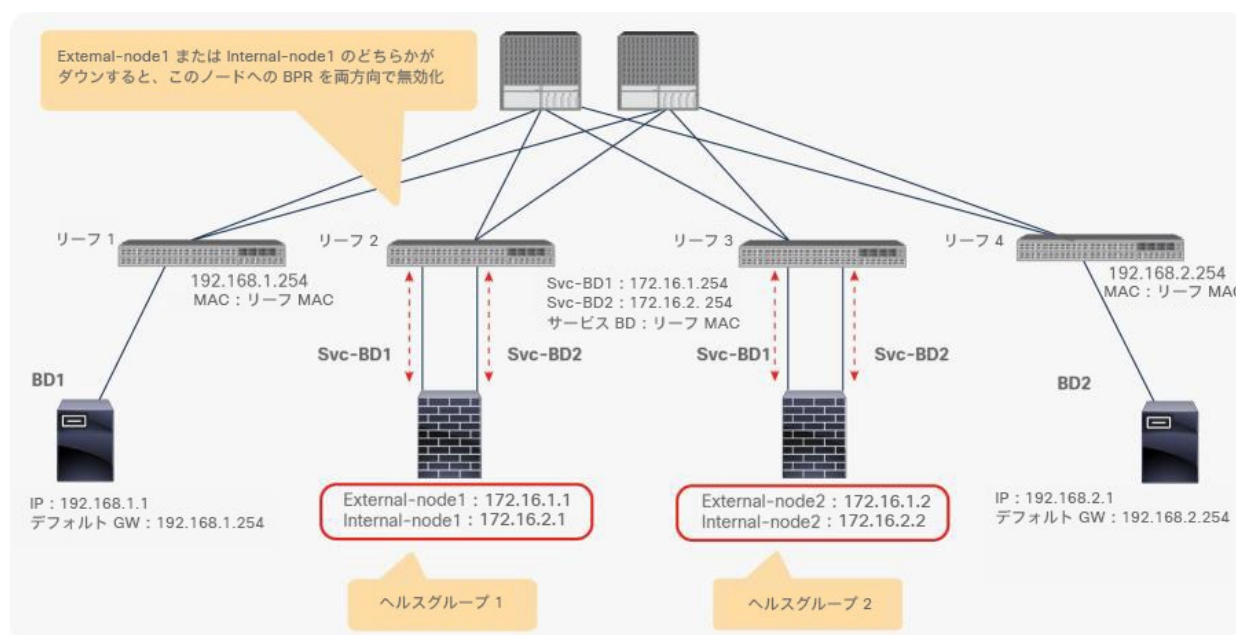 External-node1 または Internal-node1 のどちらかが
ダウンすると、このノードへの BPR を両方向で無効化
リーフ 1
192.168.1.254
MAC：リーフ MAC
リーフ 2
Svc-BD1：172.16.1.254
Svc-BD2：172.16.2. 254
サービス BD：リーフ MAC
リーフ 3
リーフ 4
192.168.2.254
MAC：リーフ MAC
Svc-BD1
Svc-BD2
Svc-BD1
Svc-BD2
BD1
BD2
IP：192.168.1.1
デフォルト GW：192.168.1.254
External-node1：172.16.1.1
Internal-node1：172.16.2.1
External-node2：172.16.1.2
Internal-node2：172.16.2.2
IP：192.168.2.1
デフォルト GW：192.168.2.254
ヘルスグループ 1
ヘルスグループ 2